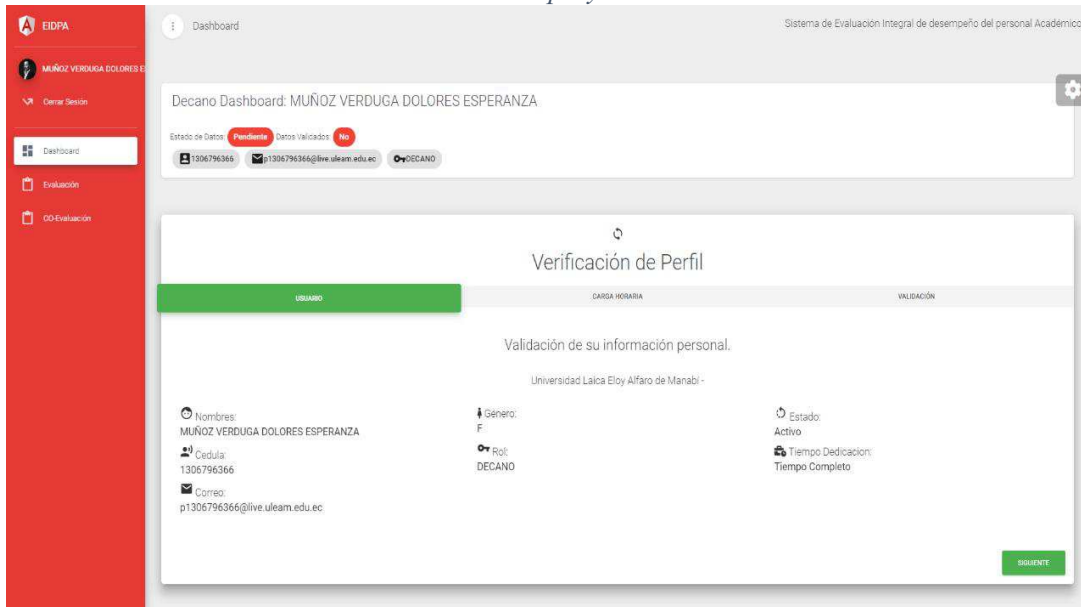 EIDPA
MUÑOZ VERDUGA DOLORES E
Cerrar Sesión
Dashboard
Evaluación
CO-Evaluación
Dashboard
Sistema de Evaluación Integral de desempeño del personal Académico
Decano Dashboard: MUÑOZ VERDUGA DOLORES ESPERANZA
Estado de Datos: Pendiente Datos Validados: No
1306796366 p1306796366@live.uleam.edu.ec DECANO
Verificación de Perfil
USUARIO CARGA HORARIA VALIDACIÓN
Validación de su información personal.
Universidad Laica Eloy Alfaro de Manabí -
Nombres:
MUÑOZ VERDUGA DOLORES ESPERANZA
Cedula:
1306796366
Correo:
p1306796366@live.uleam.edu.ec
Género:
F
Rol:
DECANO
Estado:
Activo
Tiempo Dedicacion:
Tiempo Completo
SIGUIENTE